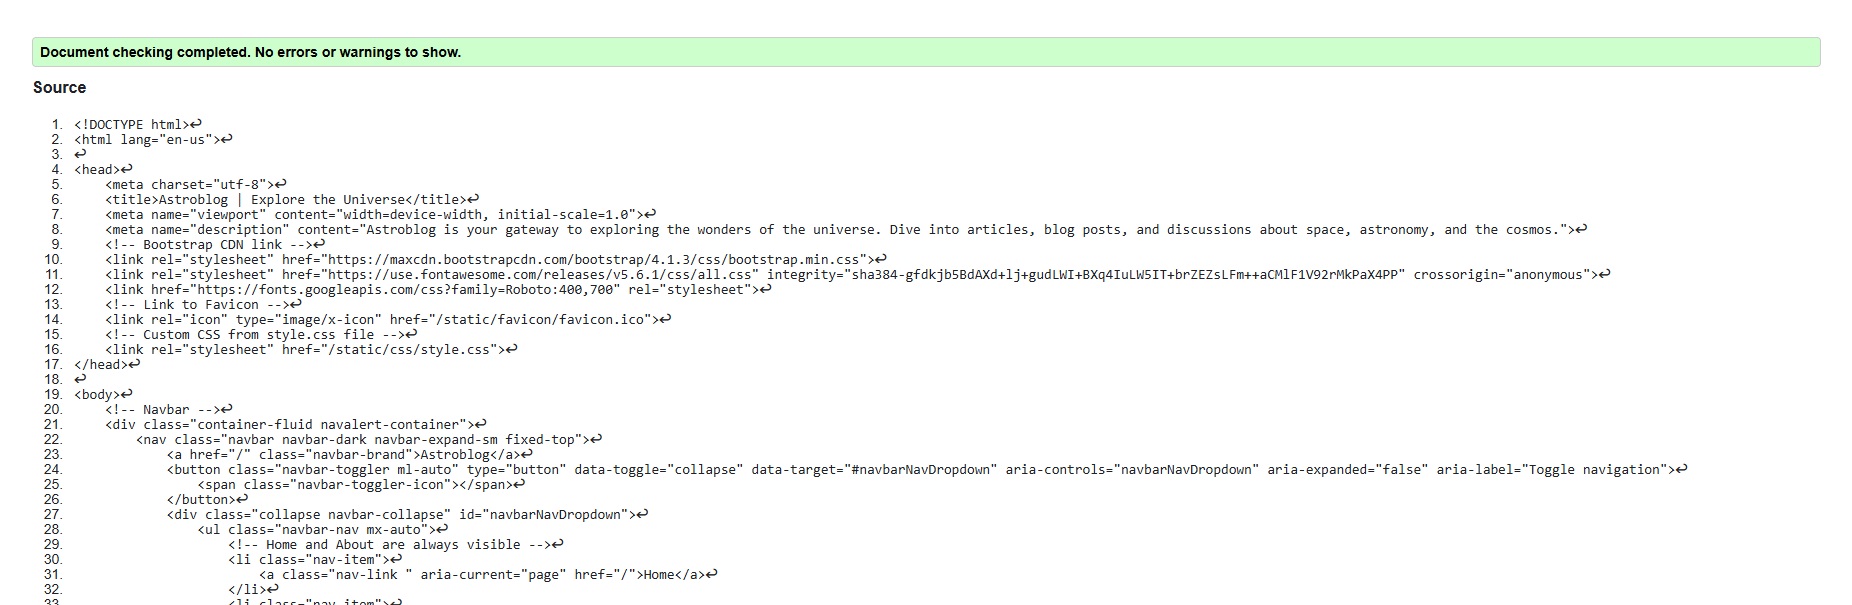 Document checking completed. No errors or warnings to show.
Source
1. <!DOCTYPE html>↩
2. <html lang="en-us">↩
3. ↩
4. <head>↩
5.     <meta charset="utf-8">↩
6.     <title>Astroblog | Explore the Universe</title>↩
7.     <meta name="viewport" content="width=device-width, initial-scale=1.0">↩
8.     <meta name="description" content="Astroblog is your gateway to exploring the wonders of the universe. Dive into articles, blog posts, and discussions about space, astronomy, and the cosmos.">↩
9.     <!-- Bootstrap CDN link -->↩
10.     <link rel="stylesheet" href="https://maxcdn.bootstrapcdn.com/bootstrap/4.1.3/css/bootstrap.min.css">↩
11.     <link rel="stylesheet" href="https://use.fontawesome.com/releases/v5.6.1/css/all.css" integrity="sha384-gfdkjb5BdAXd+lj+gudLWI+BXq4IuLW5IT+brZEZsLFm++aCMlF1V92rMkPaX4PP" crossorigin="anonymous">↩
12.     <link href="https://fonts.googleapis.com/css?family=Roboto:400,700" rel="stylesheet">↩
13.     <!-- Link to Favicon -->↩
14.     <link rel="icon" type="image/x-icon" href="/static/favicon/favicon.ico">↩
15.     <!-- Custom CSS from style.css file -->↩
16.     <link rel="stylesheet" href="/static/css/style.css">↩
17. </head>↩
18. ↩
19. <body>↩
20.     <!-- Navbar -->↩
21.     <div class="container-fluid navalert-container">↩
22.         <nav class="navbar navbar-dark navbar-expand-sm fixed-top">↩
23.             <a href="/" class="navbar-brand">Astroblog</a>↩
24.             <button class="navbar-toggler ml-auto" type="button" data-toggle="collapse" data-target="#navbarNavDropdown" aria-controls="navbarNavDropdown" aria-expanded="false" aria-label="Toggle navigation">↩
25.                 <span class="navbar-toggler-icon"></span>↩
26.             </button>↩
27.             <div class="collapse navbar-collapse" id="navbarNavDropdown">↩
28.                 <ul class="navbar-nav mx-auto">↩
29.                     <!-- Home and About are always visible -->↩
30.                     <li class="nav-item">↩
31.                         <a class="nav-link " aria-current="page" href="/">Home</a>↩
32.                     </li>↩
33.                     <li class="nav-item">↩